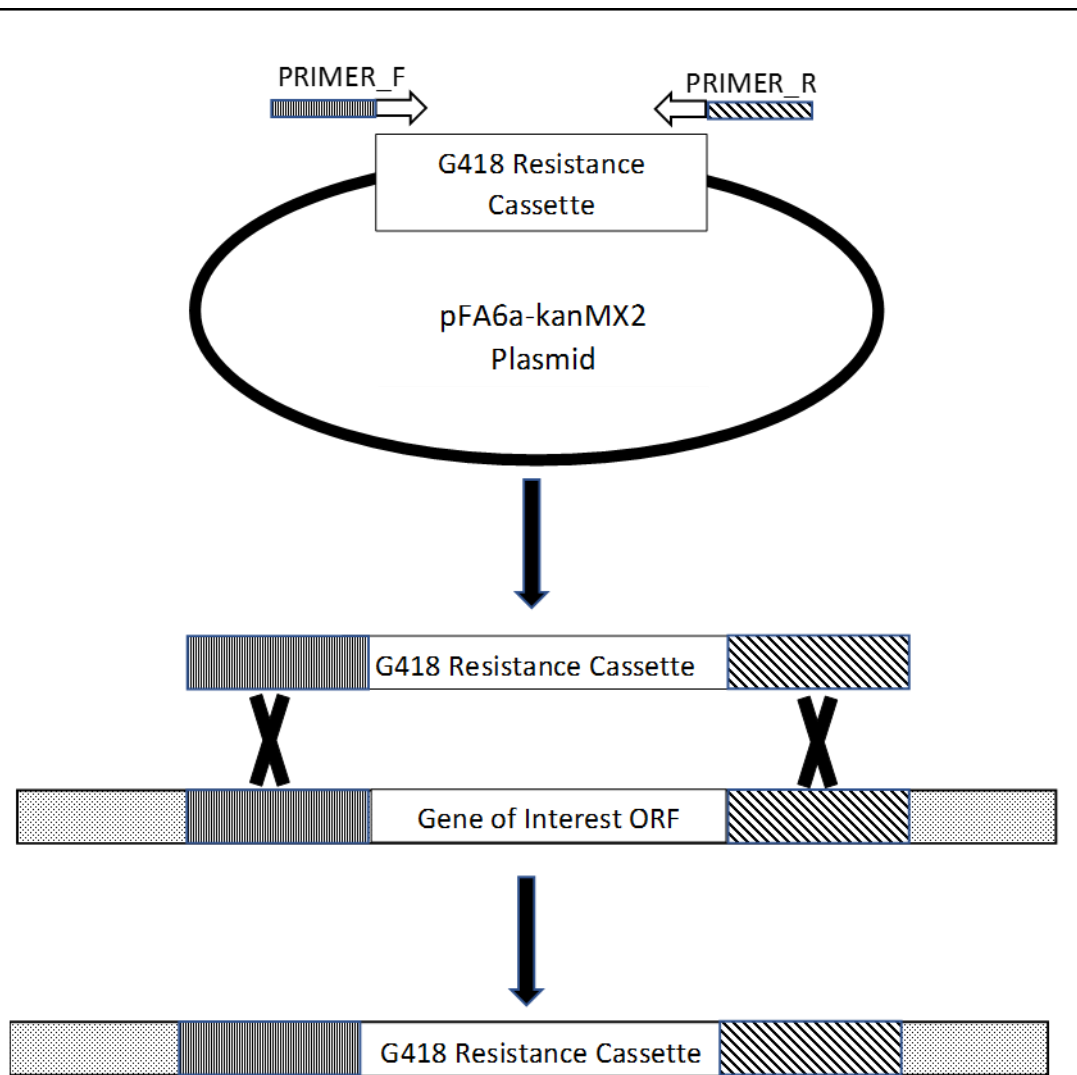 PRIMER_F
PRIMER_R
G418 Resistance
Cassette
pFA6a-kanMX2
Plasmid
G418 Resistance Cassette
Gene of Interest ORF
G418 Resistance Cassette